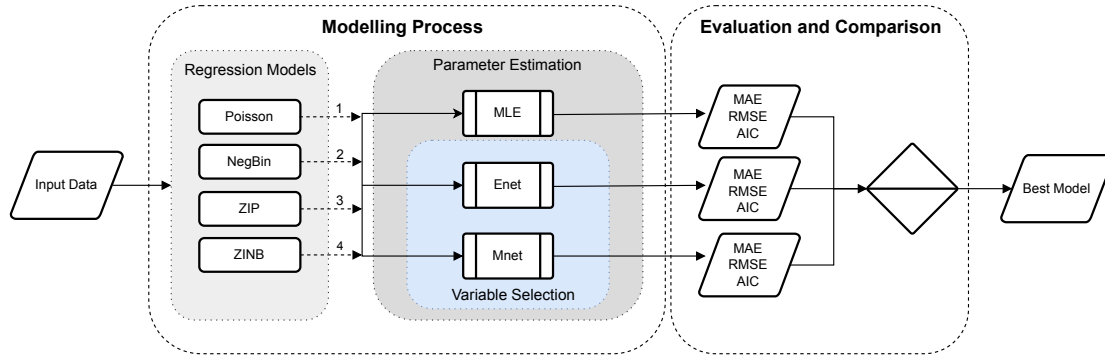 Modelling Process
Evaluation and Comparison
Regression Models
Parameter Estimation
Input Data
Poisson
1
NegBin
2
ZIP
3
ZINB
4
MLE
Enet
Mnet
Variable Selection
MAE
RMSE
AIC
MAE
RMSE
AIC
MAE
RMSE
AIC
Best Model